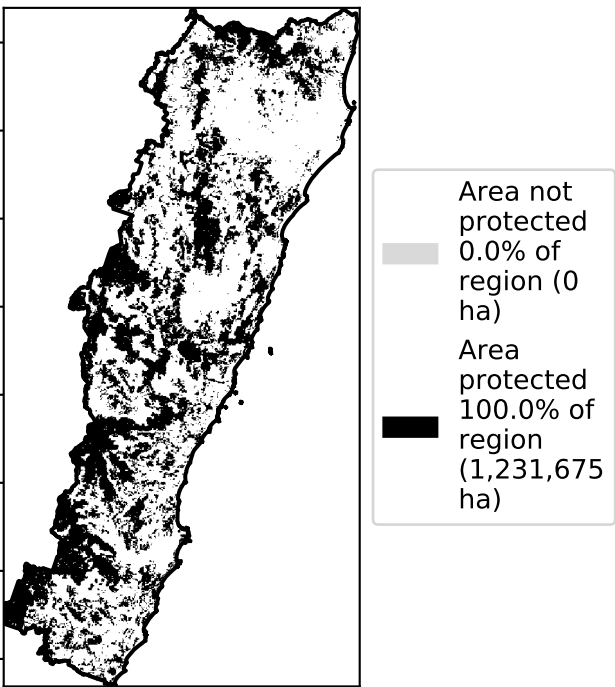 Area not
protected
0.0% of
region (0
ha)
Area
protected
100.0% of
region
(1,231,675
ha)